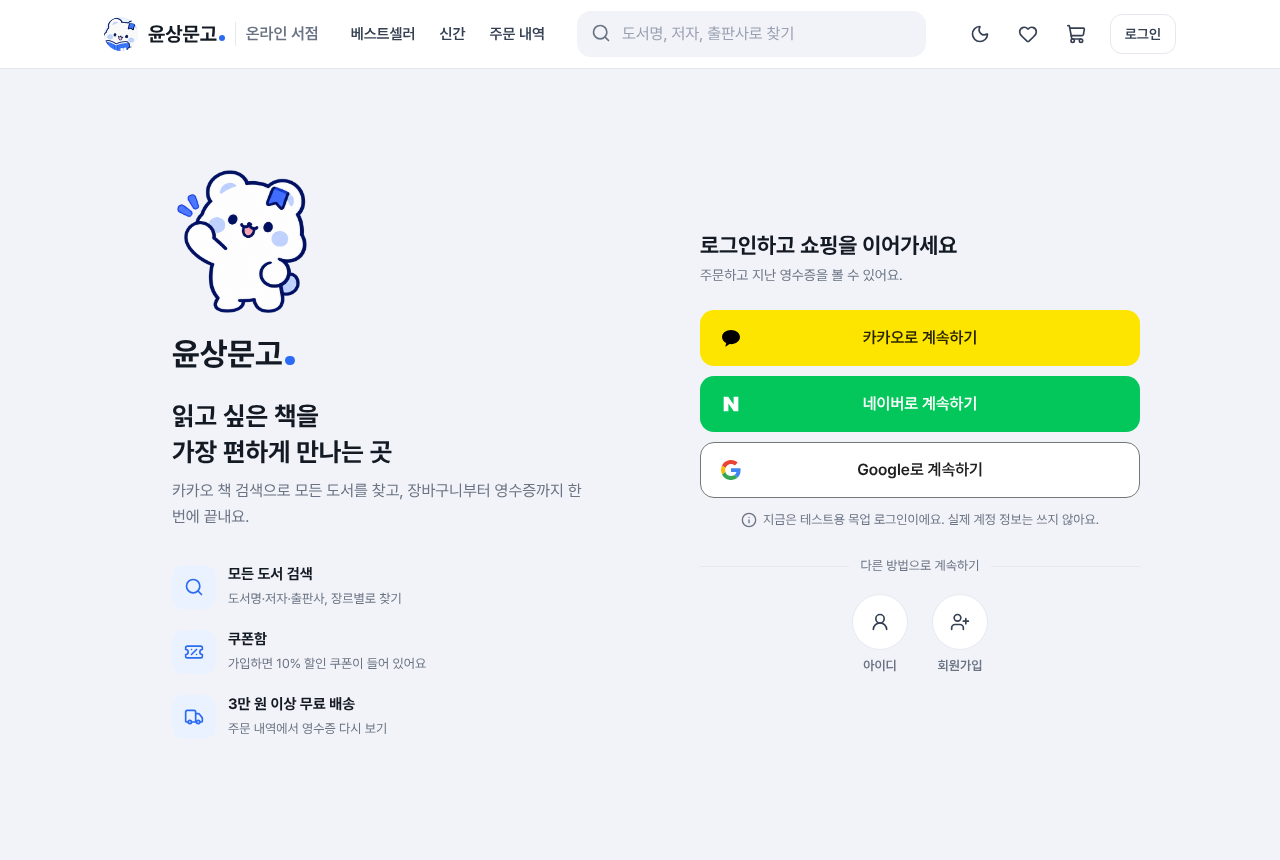 윤상문고
온라인 서점
베스트셀러
신간
주문 내역
도서명, 저자, 출판사로 찾기
로그인
윤상문고
읽고 싶은 책을
가장 편하게 만나는 곳
카카오 책 검색으로 모든 도서를 찾고, 장바구니부터 영수증까지 한
번에 끝내요.
모든 도서 검색
도서명·저자·출판사, 장르별로 찾기
쿠폰함
가입하면 10% 할인 쿠폰이 들어 있어요
3만 원 이상 무료 배송
주문 내역에서 영수증 다시 보기
로그인하고 쇼핑을 이어가세요
주문하고 지난 영수증을 볼 수 있어요.
카카오로 계속하기
네이버로 계속하기
Google로 계속하기
지금은 테스트용 목업 로그인이에요. 실제 계정 정보는 쓰지 않아요.
다른 방법으로 계속하기
아이디
회원가입